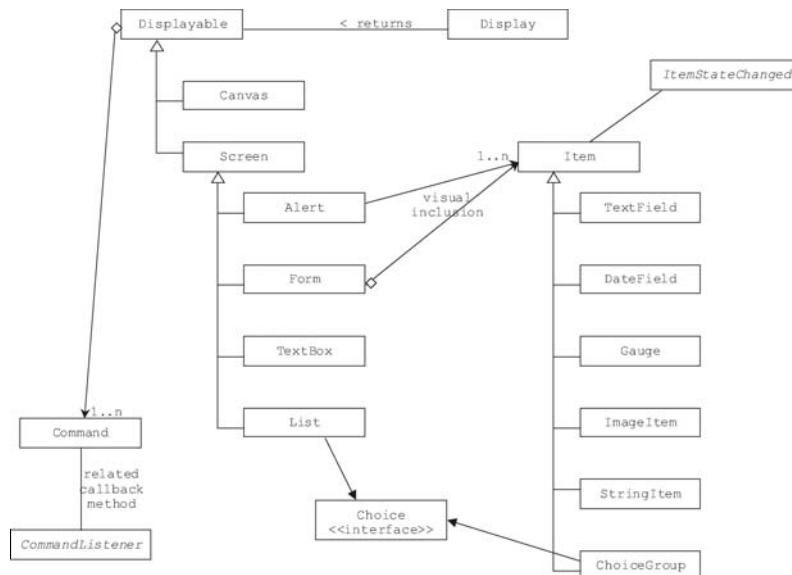 Displayable
< returns
Display
ItemStateChanged
Canvas
Screen
1..n
Item
Alert
visual
inclusion
TextField
Form
DateField
TextBox
Gauge
1..n
List
Command
ImageItem
related
callback
method
StringItem
Choice
<<interface>>
CommandListener
ChoiceGroup